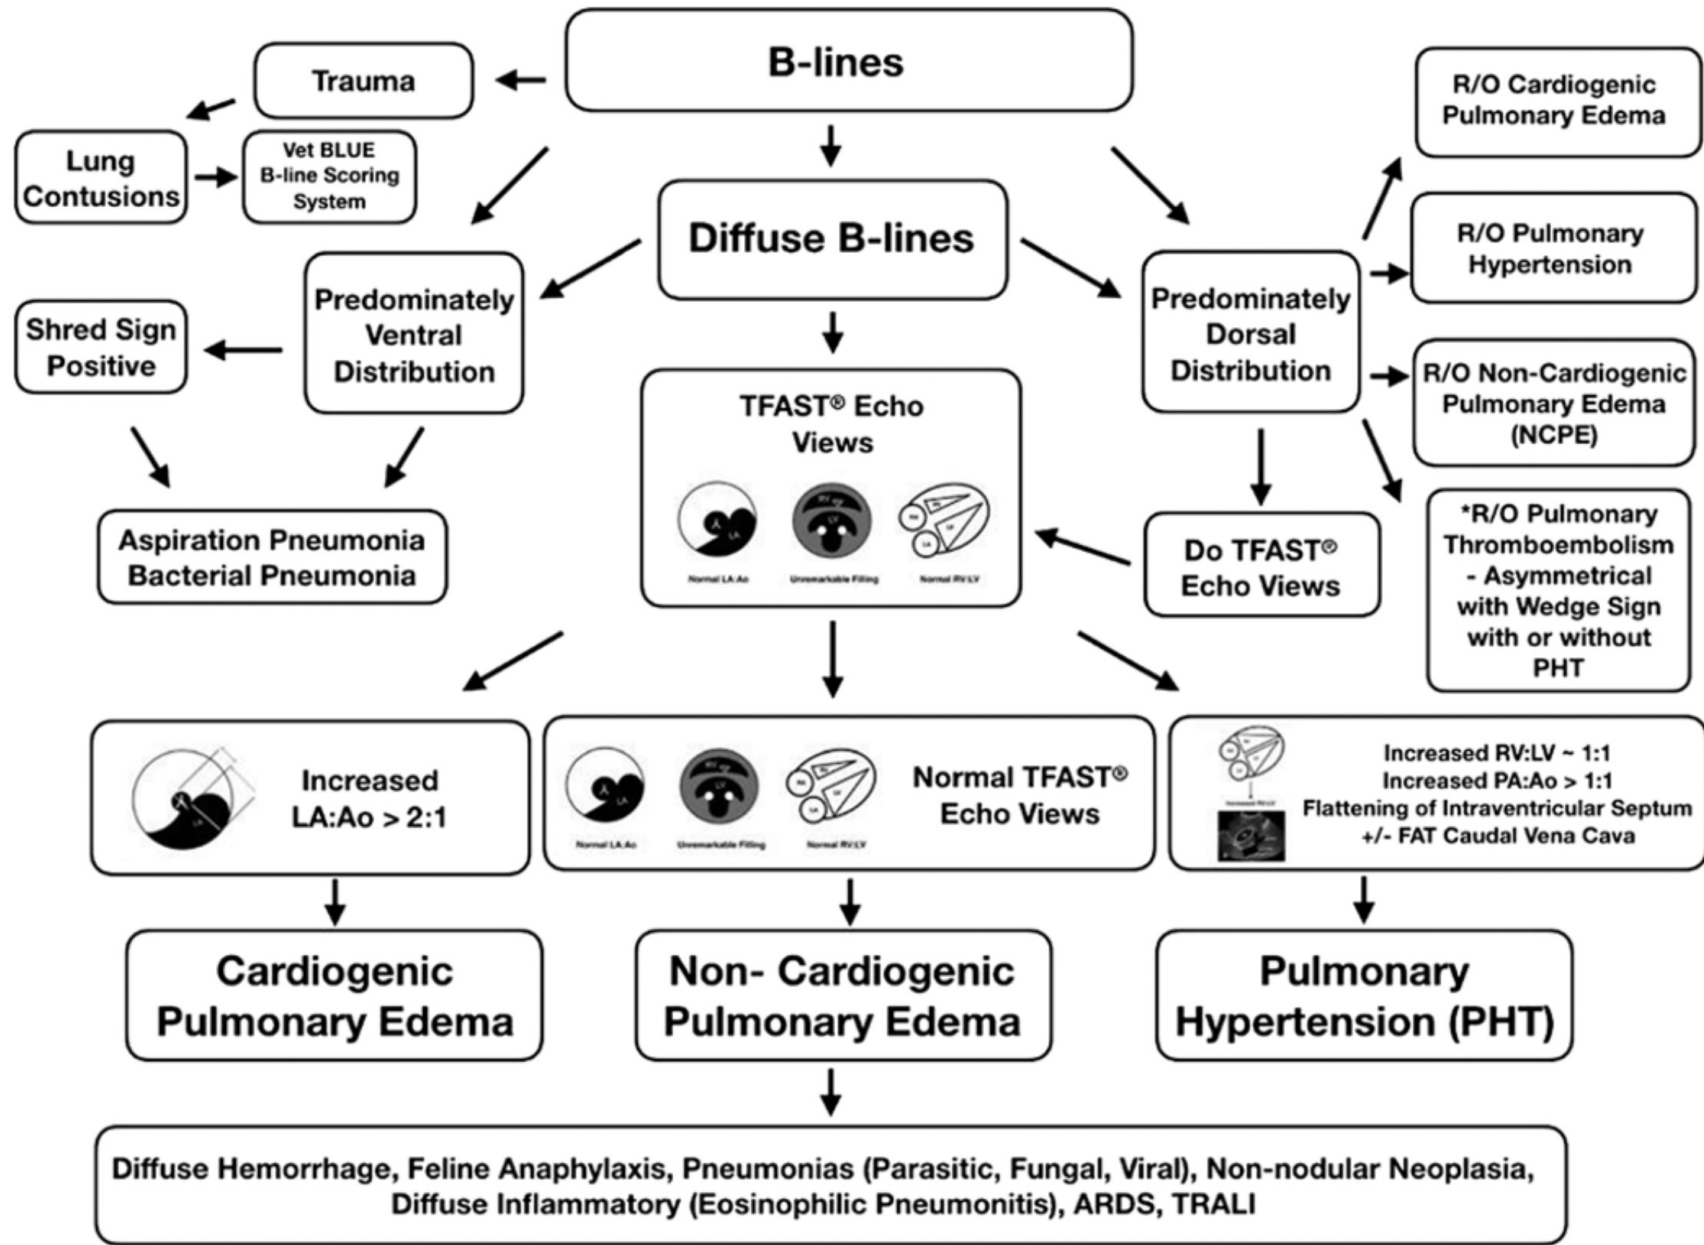 B-lines
Trauma
Lung
Contusions
Vet BLUE
B-line Scoring
System
Diffuse B-lines
R/O Cardiogenic
Pulmonary Edema
R/O Pulmonary
Hypertension
Predominately
Ventral
Distribution
Predominately
Dorsal
Distribution
Shred Sign
Positive
R/O Non-Cardiogenic
Pulmonary Edema
(NCPE)
TFAST® Echo
Views
RV
LV
LA
Normal LA:Ao
Unremarkable Filling
Normal RV:LV
Aspiration Pneumonia
Bacterial Pneumonia
Do TFAST®
Echo Views
*R/O Pulmonary
Thromboembolism
- Asymmetrical
with Wedge Sign
with or without
PHT
Increased
LA:Ao > 2:1
RV
LV
LA
Normal LA:Ao
Unremarkable Filling
Normal RV:LV
Normal TFAST®
Echo Views
Increased RV:LV ~ 1:1
Increased PA:Ao > 1:1
Flattening of Intraventricular Septum
+/- FAT Caudal Vena Cava
Cardiogenic
Pulmonary Edema
Non- Cardiogenic
Pulmonary Edema
Pulmonary
Hypertension (PHT)
Diffuse Hemorrhage, Feline Anaphylaxis, Pneumonias (Parasitic, Fungal, Viral), Non-nodular Neoplasia,
Diffuse Inflammatory (Eosinophilic Pneumonitis), ARDS, TRALI